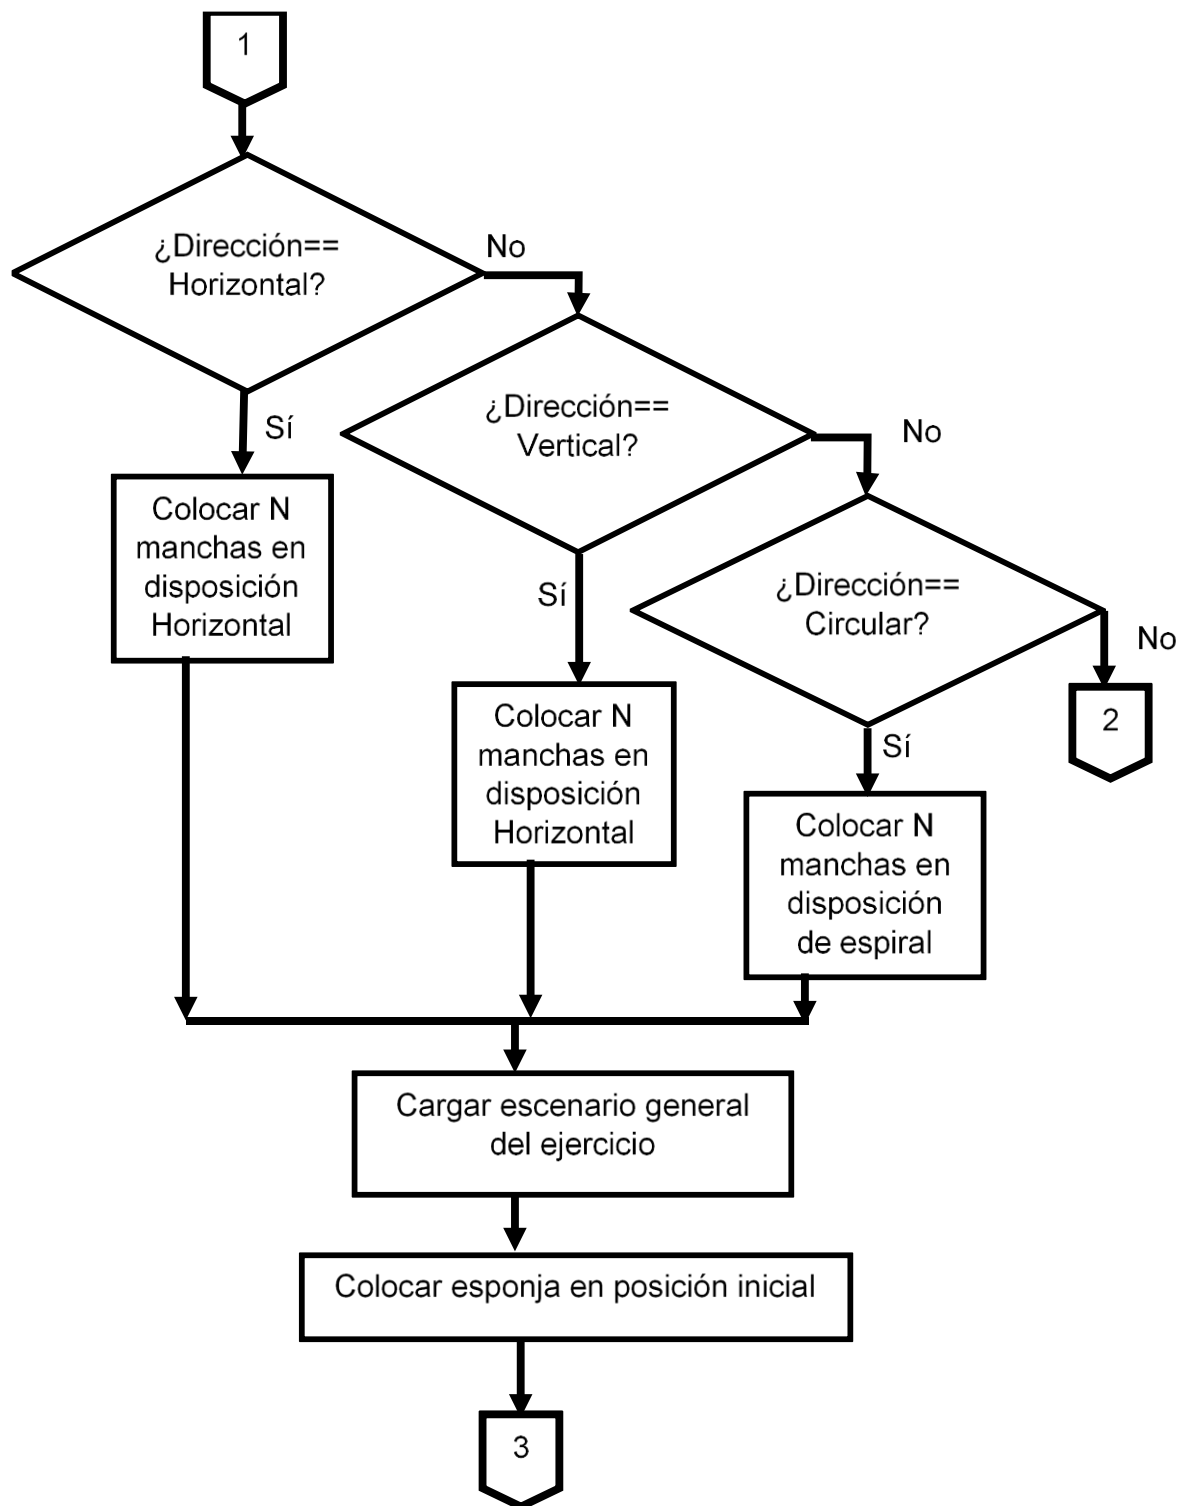 1
¿Dirección==
Horizontal?
No
Sí
¿Dirección==
Vertical?
No
Colocar N
manchas en
disposición
Horizontal
Sí
¿Dirección==
Circular?
No
2
Colocar N
manchas en
disposición
Horizontal
Sí
Colocar N
manchas en
disposición
de espiral
Cargar escenario general
del ejercicio
Colocar esponja en posición inicial
3